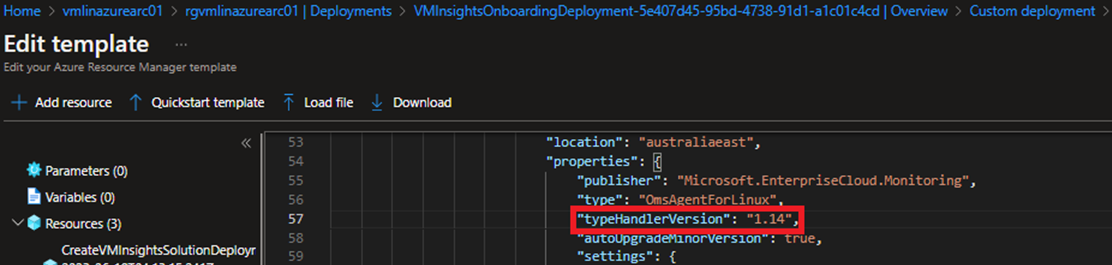 Home > vmlinazurearc01 > rgvmlinazurearc01 | Deployments > VMInsightsOnboardingDeployment-5e407d45-95bd-4738-91d1-a1c01c4cd | Overview > Custom deployment >
Edit template ...
Edit your Azure Resource Manager template
+ Add resource ↑ Quickstart template Load file Download
«
Parameters (0)
Variables (0)
Resources (3)
CreateVMInsightsSolutionDeployr
53 "location": "australiaeast",
54 "properties": {
55 "publisher": "Microsoft.EnterpriseCloud.Monitoring",
56 "type": "OmsAgentForLinux",
57 "typeHandlerVersion": "1.14",
58 "autoUpgradeMinorVersion": true,
59 "settings": {